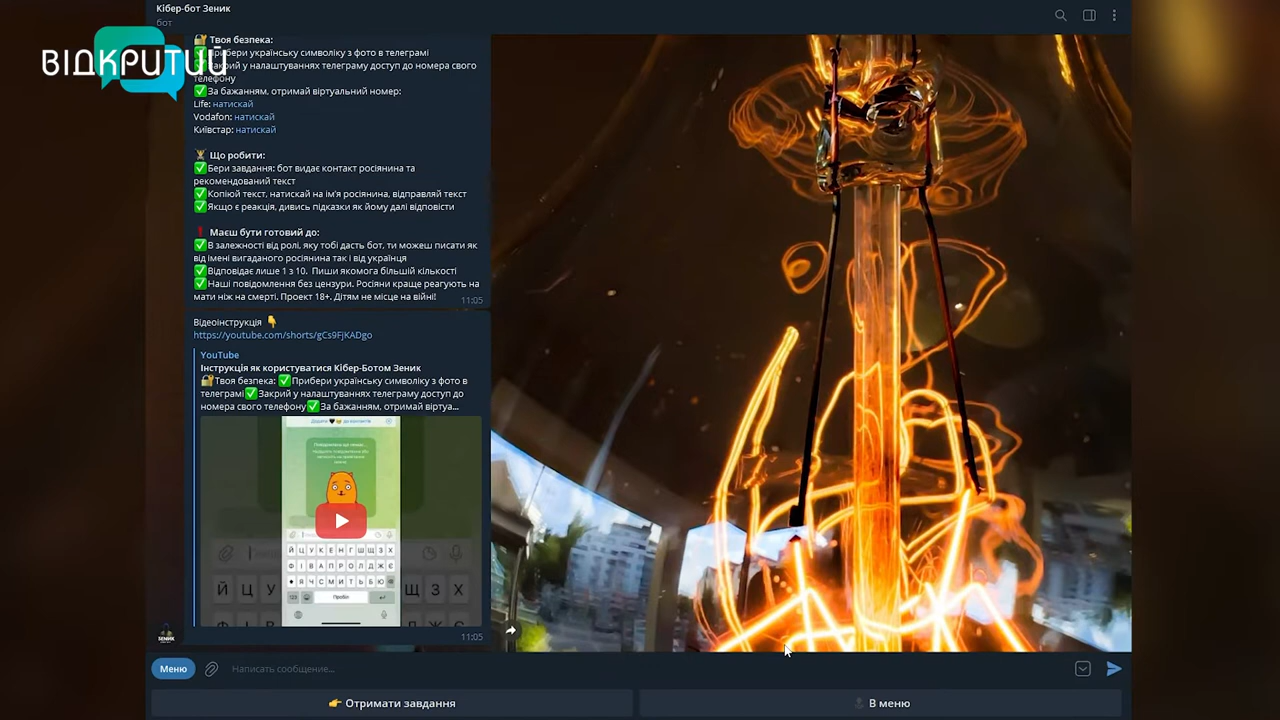 Кібер-бот Зеник
бот
ВІДКРИТИЙ
🔐 Твоя безпека:
✅Прибери українську символіку з фото в телеграмі
✅Закрий у налаштуваннях телеграму доступ до номера свого
телефону
✅За бажанням, отримай віртуальний номер:
Life: натискай
Vodafon: натискай
Київстар: натискай
Що робити:
✅Бери завдання: бот видає контакт росіянина та
рекомендований текст
✅Копіюй текст, натискай на ім'я росіянина, відправляй текст
✅Якщо є реакція, дивись підказки як йому далі відповісти
❗ Маєш бути готовий до:
✅В залежності від ролі, яку тобі дасть бот, ти можеш писати як
від імені вигаданого росіянина так і від українця
✅Відповідає лише 1 з 10. Пиши якомога більшій кількості
✅Наші повідомлення без цензури. Росіяни краще реагують на
мати ніж на смерті. Проект 18+. Дітям не місце на війні!
11:05
Відеоінструкція 👇
https://youtube.com/shorts/gCs9FjKADgo
YouTube
Інструкція як користуватися Кібер-Ботом Зеник
🔐Твоя безпека: ✅Прибери українську символіку з фото в
телеграмі✅Закрий у налаштуваннях телеграму доступ до
номера свого телефону✅За бажанням, отримай віртуа...
Й Ц У К Е Н Г Ш Щ З Х
Ф І В А П Р О Л Д Ж Є
Я Ч С М И Т Ь Б Ю
Пробіл
Й Ц У
Щ З Х
ЗЕНИК
11:05
Меню
Написать сообщение...
👉 Отримати завдання
В меню